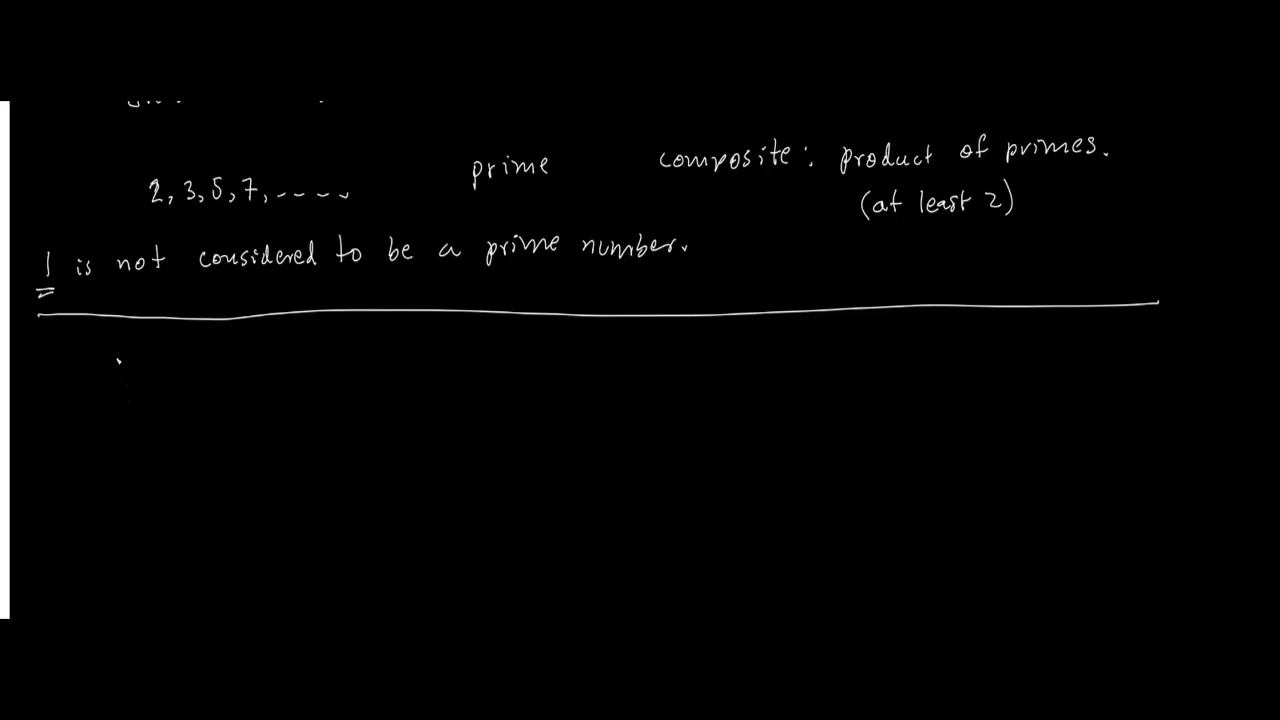 prime composite: product of primes.
2, 3, 5, 7, ----. (at least 2)
1 is not considered to be a prime number.